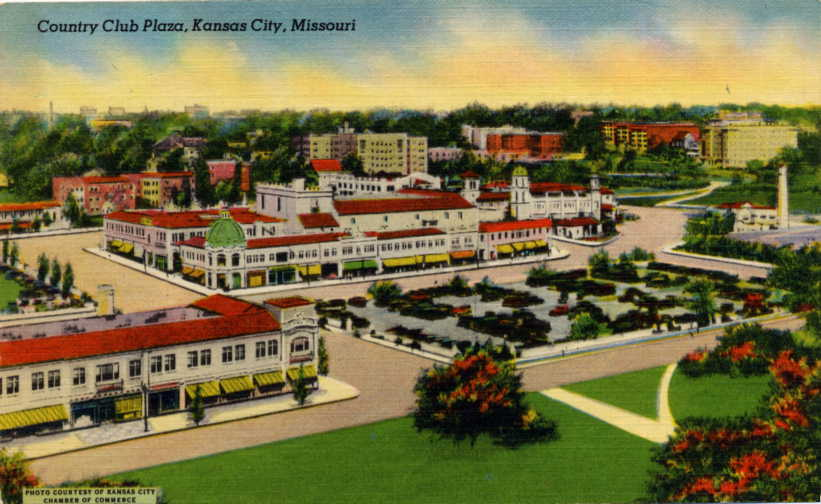 Country Club Plaza, Kansas City, Missouri
PHOTO COURTESY OF KANSAS CITY
CHAMBER OF COMMERCE